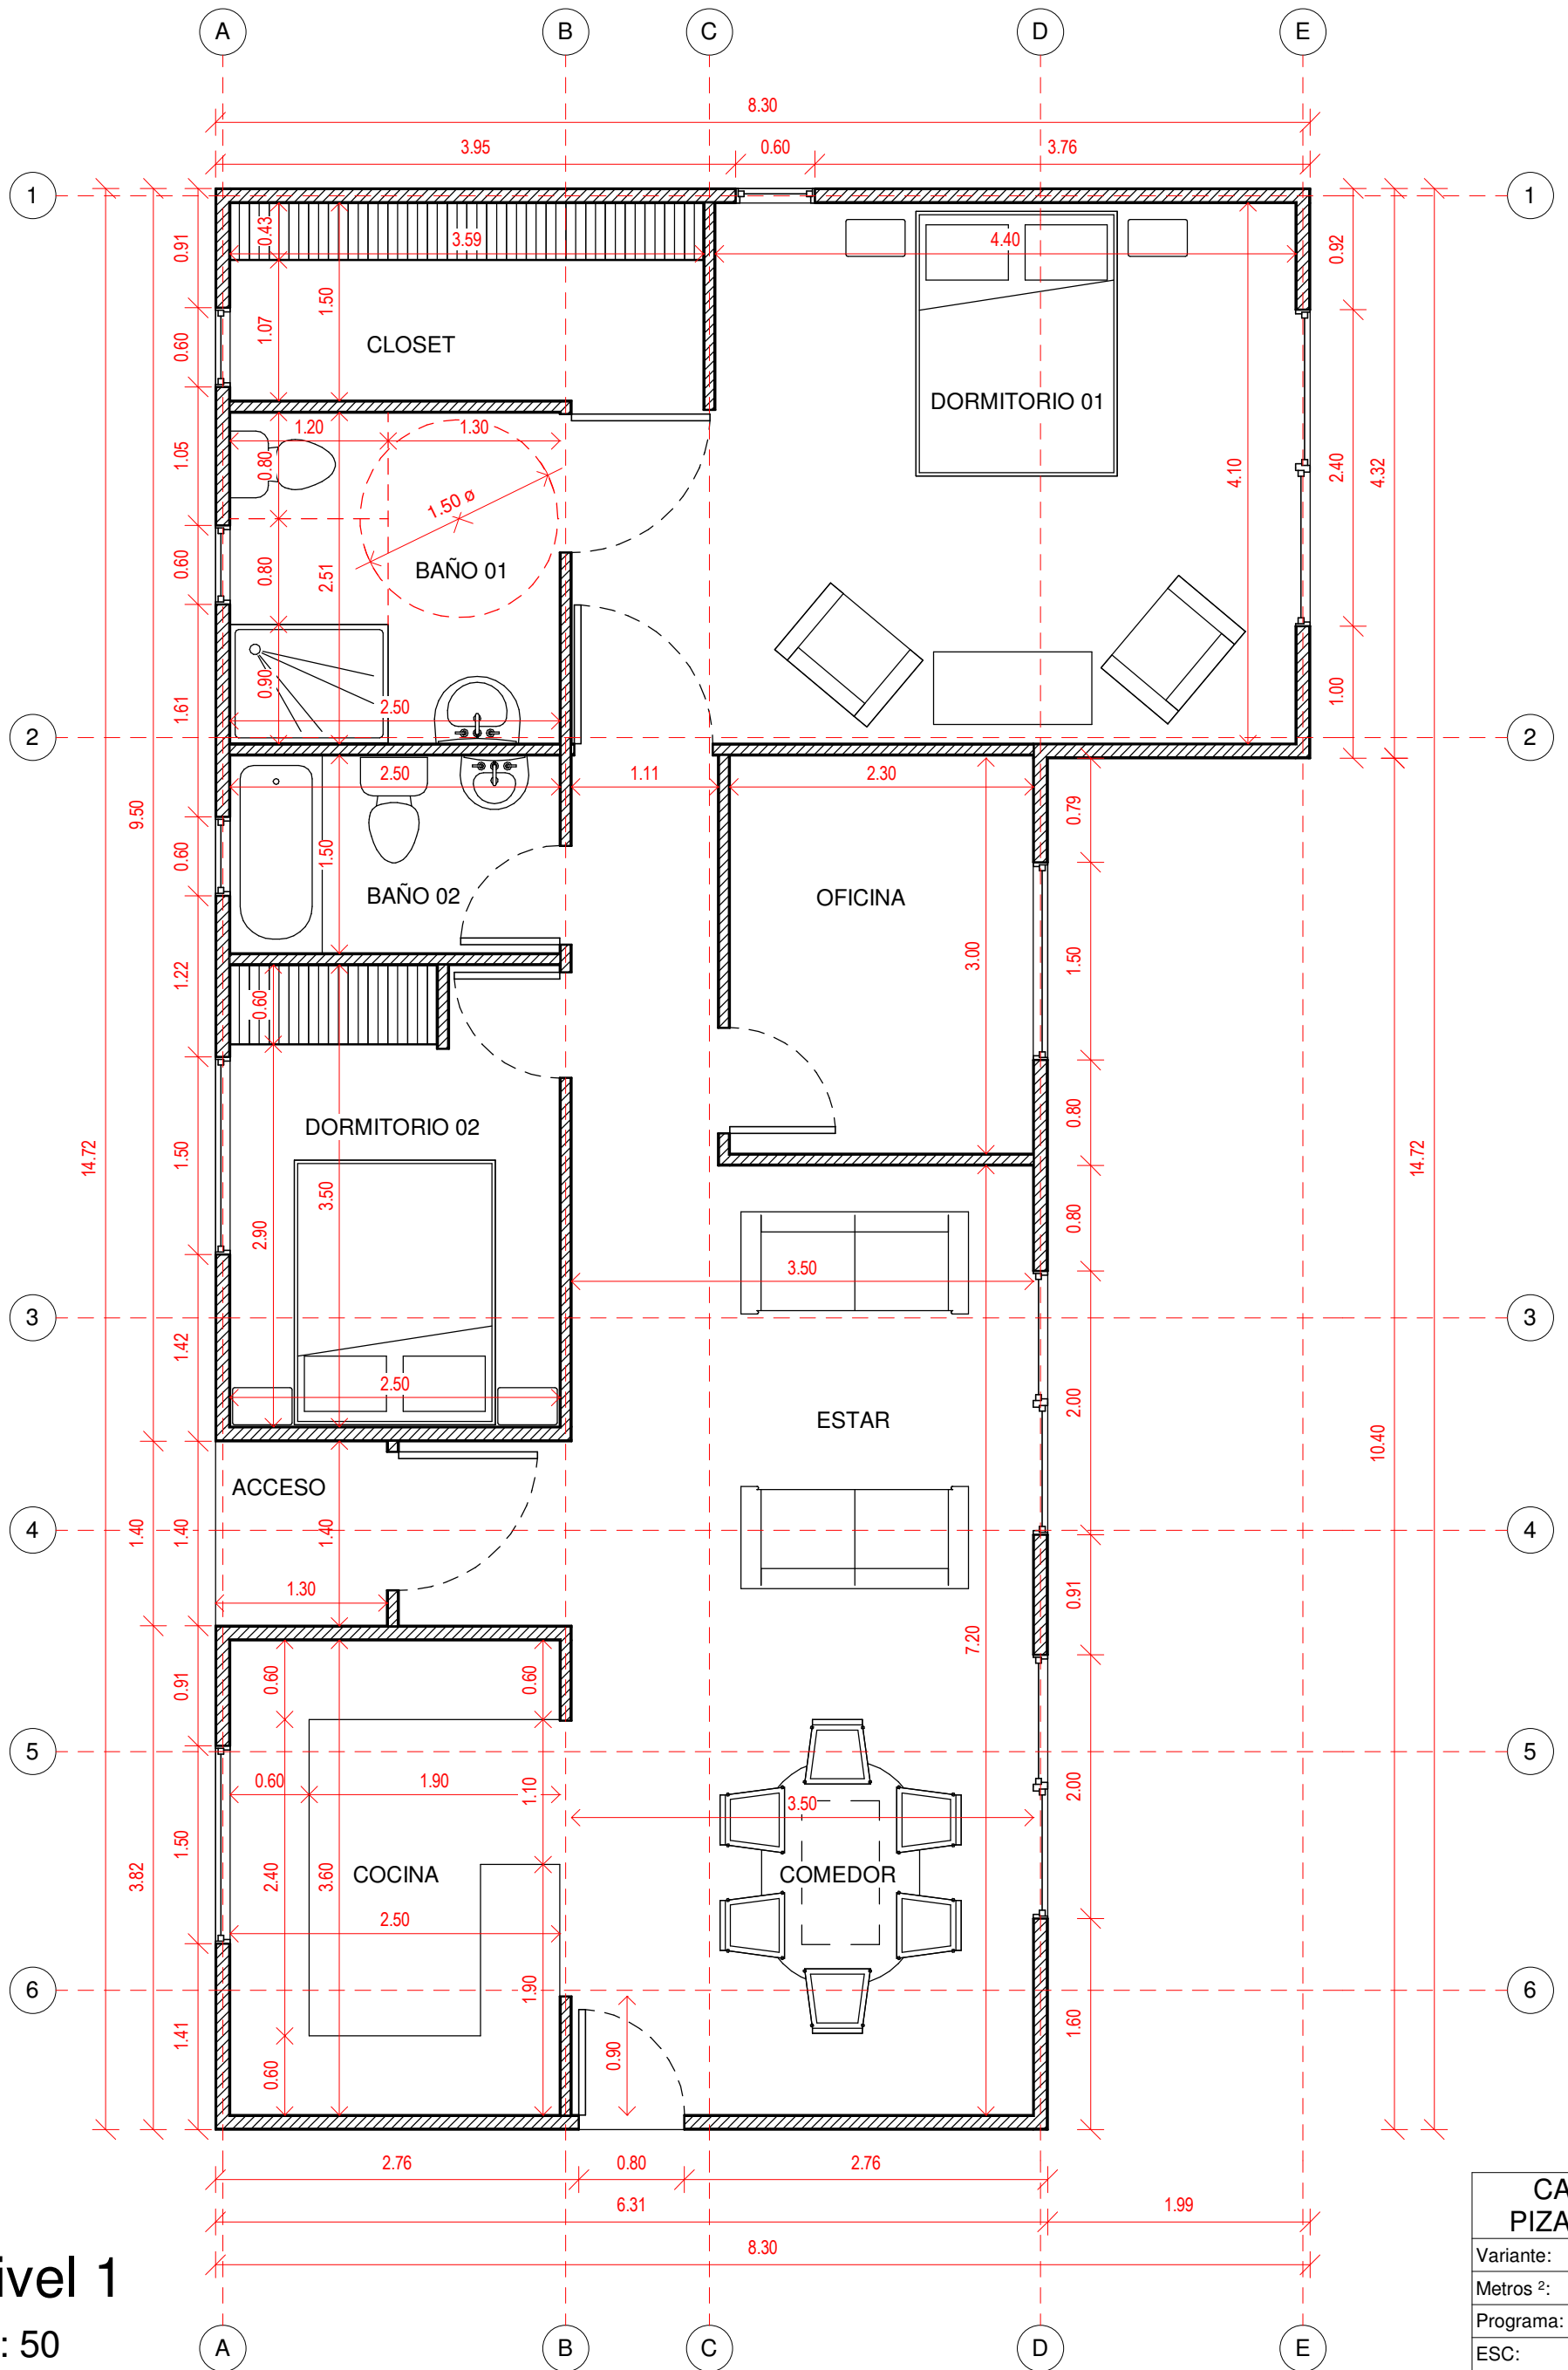 A B C D E
8.30
3.95 0.60 3.76
1 1
0.91 0.43 3.59 4.40 0.92
1.50
1.07
0.60 CLOSET
DORMITORIO 01
1.20 1.30
1.05 0.80 4.10 2.40 4.32
1.50 ø
0.60 0.80 2.51 BAÑO 01
1.61 0.90 2.50 1.00
2 2
2.50 1.11 2.30
9.50 0.79
0.60 1.50
BAÑO 02 OFICINA
1.22 0.60 3.00 1.50
DORMITORIO 02 0.80
14.72 1.50 14.72
2.90 3.50 0.80
3.50
3 3
1.42
2.50 2.00
ESTAR 10.40
ACCESO
4 4
1.40 1.40 1.40
1.30 0.91
7.20
0.91 0.60 0.60
5 5
0.60 1.90 1.10 3.50 2.00
1.50
3.82 2.40 3.60 COCINA COMEDOR
2.50
1.90
6 6
1.41 0.60 0.90 1.60
2.76 0.80 2.76
6.31 1.99
8.30
CA
PIZA
Variante:
Metros ²:
Programa:
ESC:
ivel 1
: 50
A B C D E